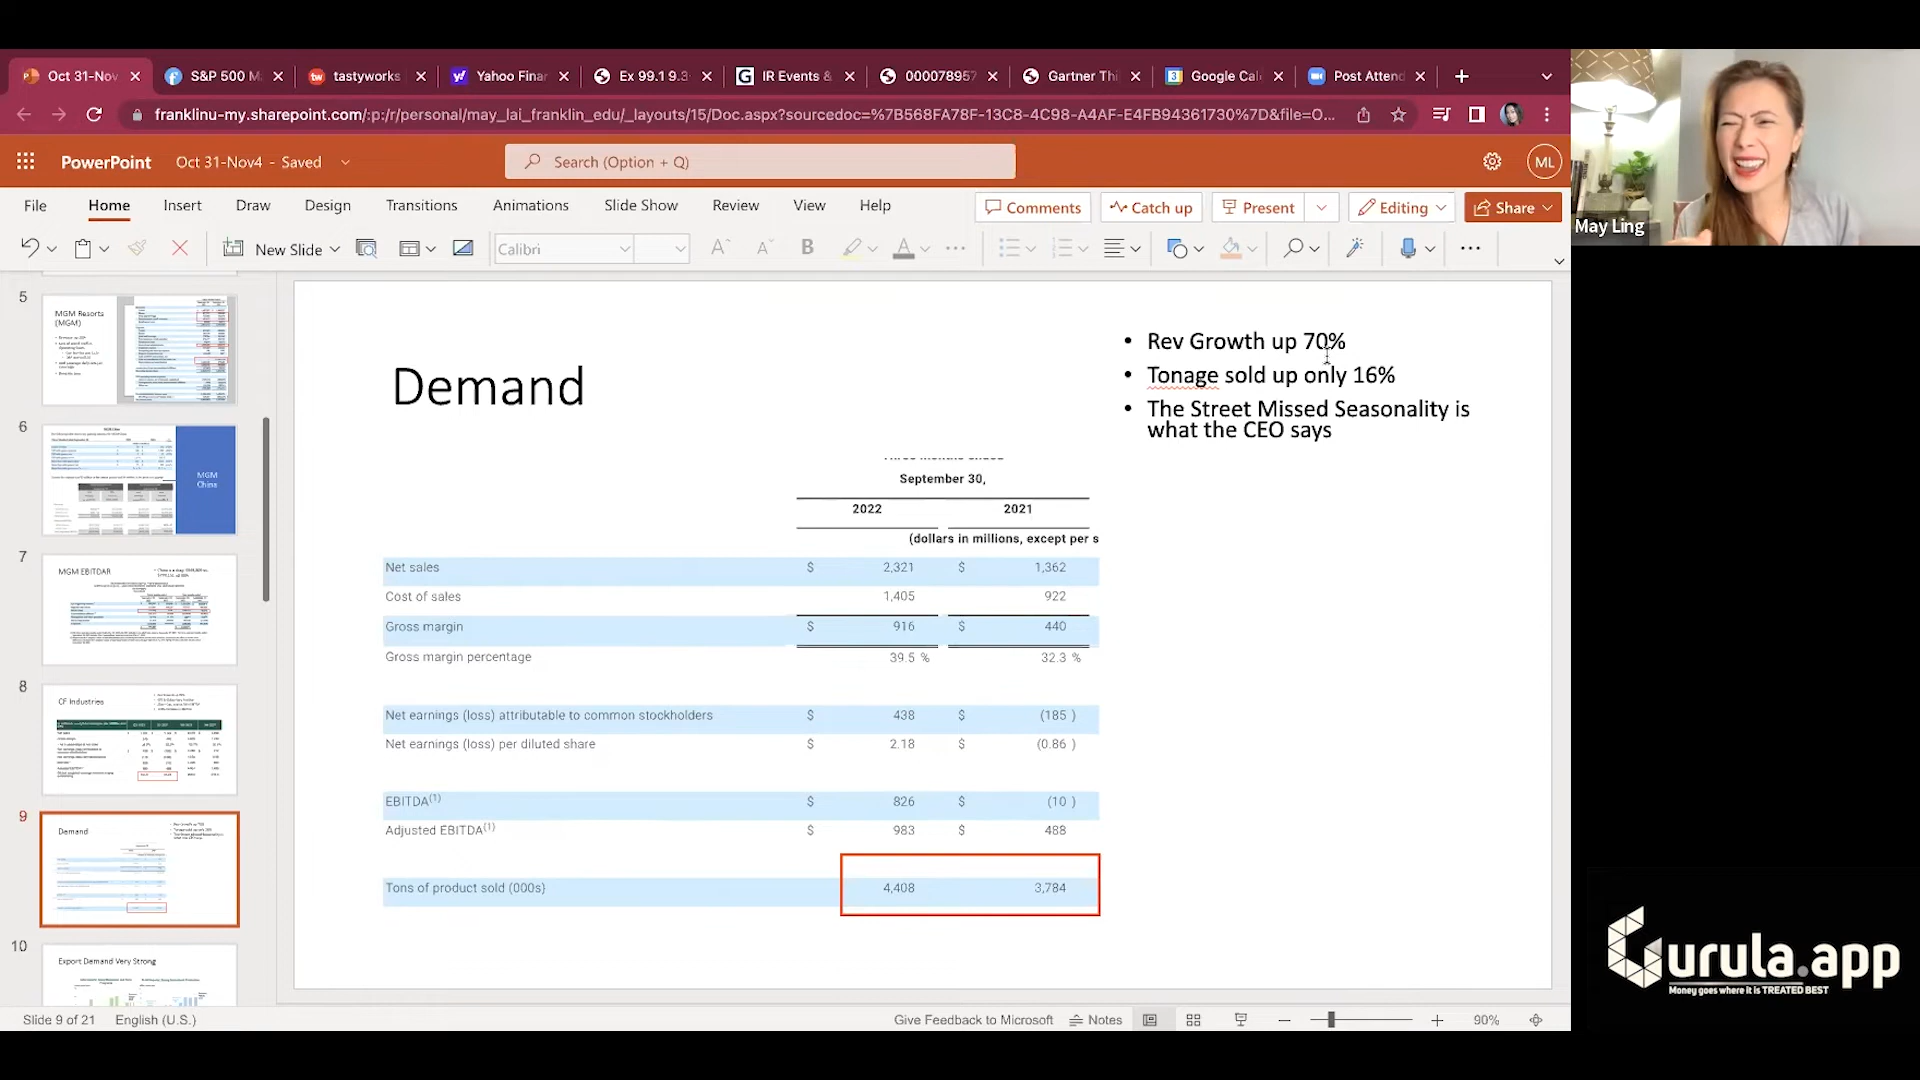 Oct 31-Nov
S&P 500 M
tastyworks
Yahoo Finar
Ex 99.1 9.3
IR Events &
000078957
Gartner Thi
Google Cal
Post Attend
franklinu-my.sharepoint.com/:p:/r/personal/may_lai_franklin_edu/_layouts/15/Doc.aspx?sourcedoc=%7B568FA78F-13C8-4C98-A4AF-E4FB94361730%7D&file=O...
PowerPoint
Oct 31-Nov4 - Saved
Search (Option + Q)
ML
May Ling
File Home Insert Draw Design Transitions Animations Slide Show Review View Help
Comments
Catch up
Present
Editing
Share
New Slide
Calibri
5
MGM Resorts
(MGM)
6
MGM
China
7
MGM EBITDAR
8
CF Industries
9
Demand
10
Export Demand Very Strong
Demand
• Rev Growth up 70%
• Tonage sold up only 16%
• The Street Missed Seasonality is
what the CEO says
September 30,
2022 2021
(dollars in millions, except per s
Net sales $ 2,321 $ 1,362
Cost of sales 1,405 922
Gross margin $ 916 $ 440
Gross margin percentage 39.5 % 32.3 %
Net earnings (loss) attributable to common stockholders $ 438 $ (185 )
Net earnings (loss) per diluted share $ 2.18 $ (0.86 )
EBITDA(1) $ 826 $ (10 )
Adjusted EBITDA(1) $ 983 $ 488
Tons of product sold (000s) 4,408 3,784
Gurula.app
Money goes where it is TREATED BEST
Slide 9 of 21
English (U.S.)
Give Feedback to Microsoft
Notes
90%